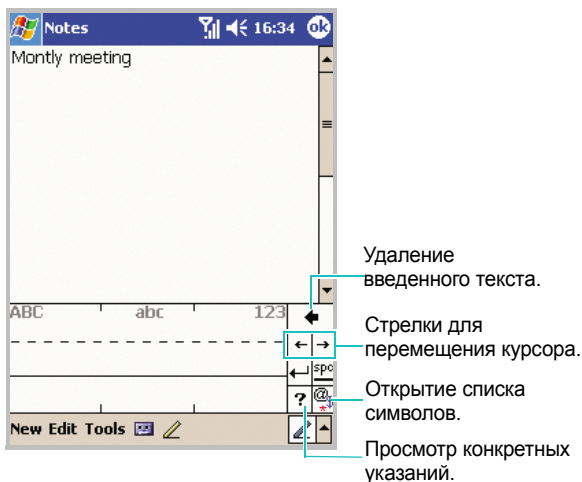 Notes 16:34 ok
Montly meeting
Удаление
введенного текста.
ABC abc 123
Стрелки для
перемещения курсора.
spc
Открытие списка
? @
*
символов.
New Edit Tools
Просмотр конкретных
указаний.